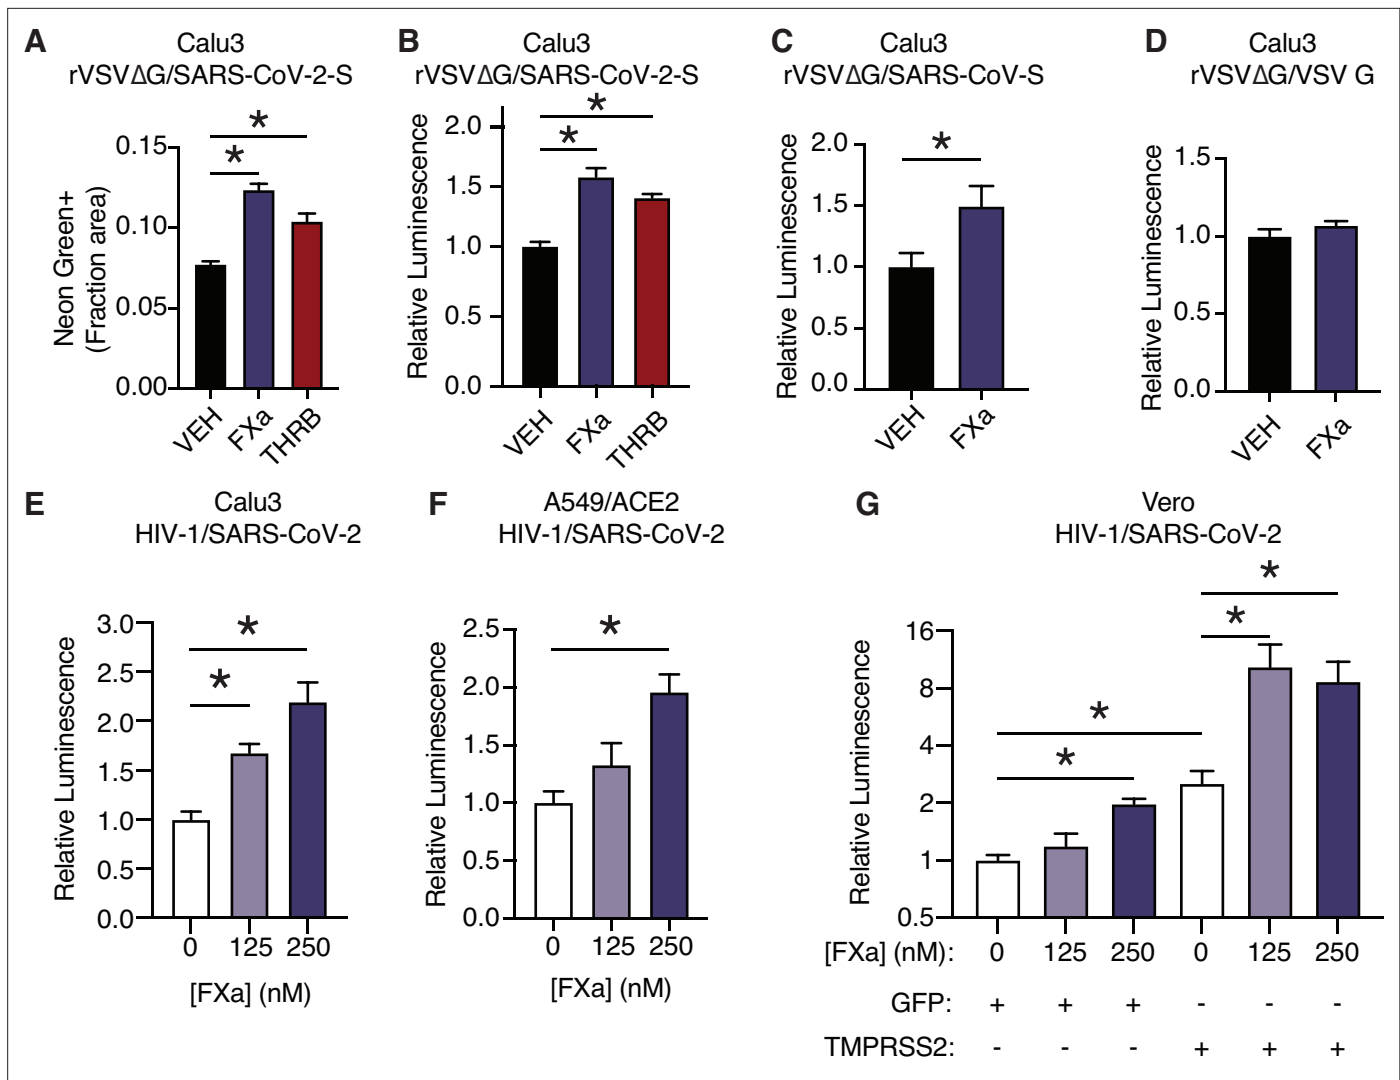 A
Calu3
rVSVΔG/SARS-CoV-2-S
Neon Green+
(Fraction area)
0.15
0.10
0.05
0.00
*
*
VEH
FXa
THRB
B
Calu3
rVSVΔG/SARS-CoV-2-S
Relative Luminescence
2.0
1.5
1.0
0.5
0.0
*
*
VEH
FXa
THRB
C
Calu3
rVSVΔG/SARS-CoV-S
Relative Luminescence
2.0
1.5
1.0
0.5
0.0
*
VEH
FXa
D
Calu3
rVSVΔG/VSV G
Relative Luminescence
1.5
1.0
0.5
0.0
VEH
FXa
E
Calu3
HIV-1/SARS-CoV-2
Relative Luminescence
3.0
2.5
2.0
1.5
1.0
0.5
0.0
*
*
0 125 250
[FXa] (nM)
F
A549/ACE2
HIV-1/SARS-CoV-2
Relative Luminescence
2.5
2.0
1.5
1.0
0.5
0.0
*
0 125 250
[FXa] (nM)
G
Vero
HIV-1/SARS-CoV-2
Relative Luminescence
16
8
4
2
1
0.5
*
*
*
*
[FXa] (nM): 0 125 250 0 125 250
GFP: + + + - - -
TMPRSS2: - - - + + +